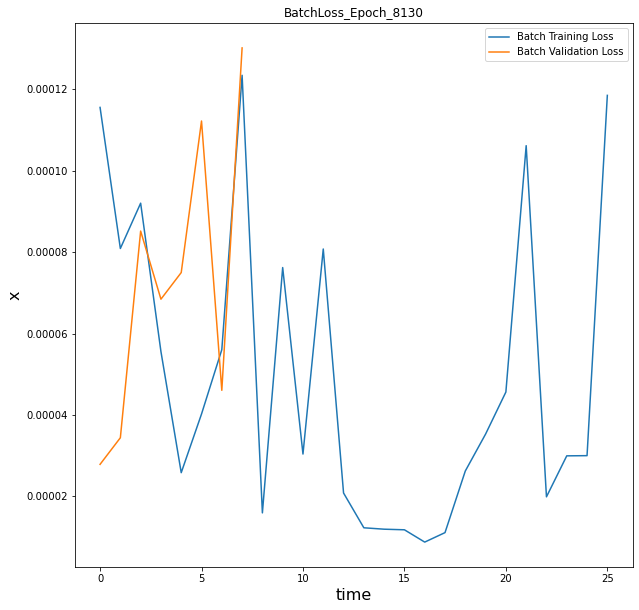 BatchLoss_Epoch_8130
Batch Training Loss
Batch Validation Loss
0.00012
0.00010
0.00008
0.00006
0.00004
0.00002
x
0 5 10 15 20 25
time